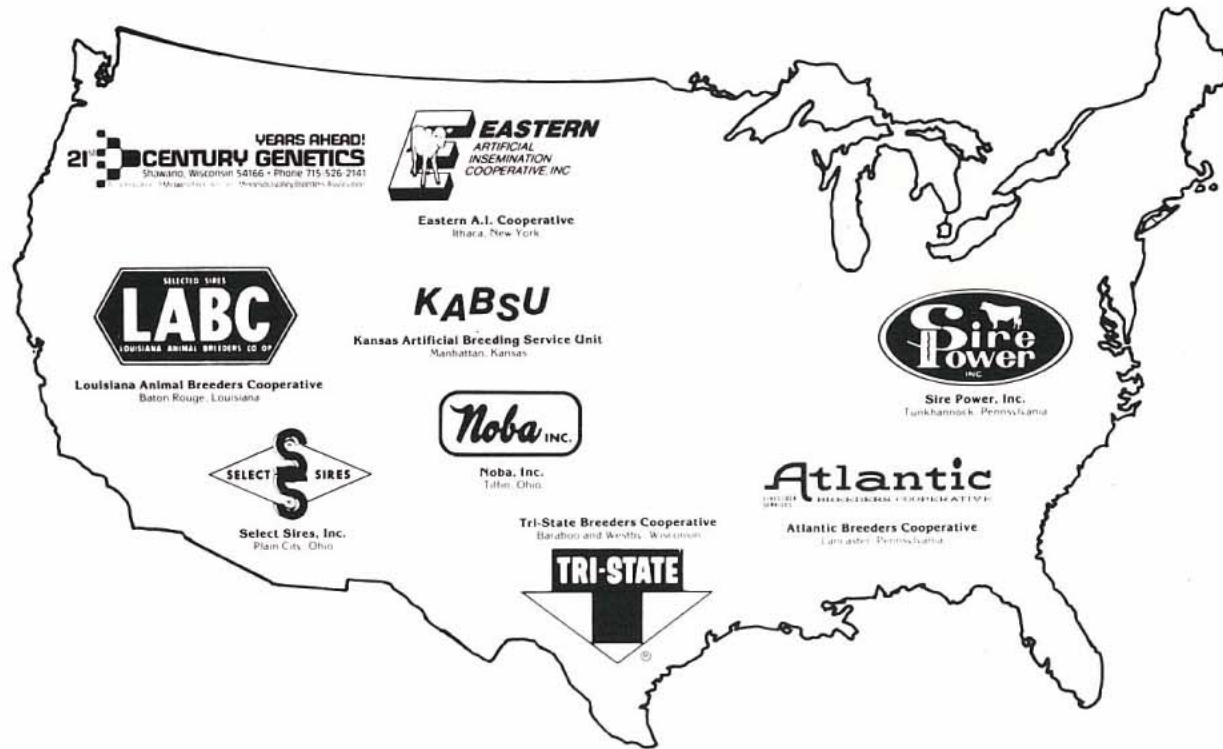 YEARS AHEAD!
21ST CENTURY GENETICS
Shawano, Wisconsin 54166 • Phone 715-526-2141
EASTERN
ARTIFICIAL
INSEMINATION
COOPERATIVE, INC
Eastern A.I. Cooperative
Ithaca, New York
SELECTED SIRES
LABC
LOUISIANA ANIMAL BREEDERS CO OP
Louisiana Animal Breeders Cooperative
Baton Rouge, Louisiana
KABSU
Kansas Artificial Breeding Service Unit
Manhattan, Kansas
Sire
Power
INC
Sire Power, Inc.
Tunkhannock, Pennsylvania
Noba INC.
Noba, Inc.
Tiffin, Ohio
SELECT SIRES
Select Sires, Inc.
Plain City, Ohio
Atlantic
BREEDERS COOPERATIVE
Atlantic Breeders Cooperative
Lancaster, Pennsylvania
Tri-State Breeders Cooperative
Baraboo and Westby, Wisconsin
TRI-STATE
®